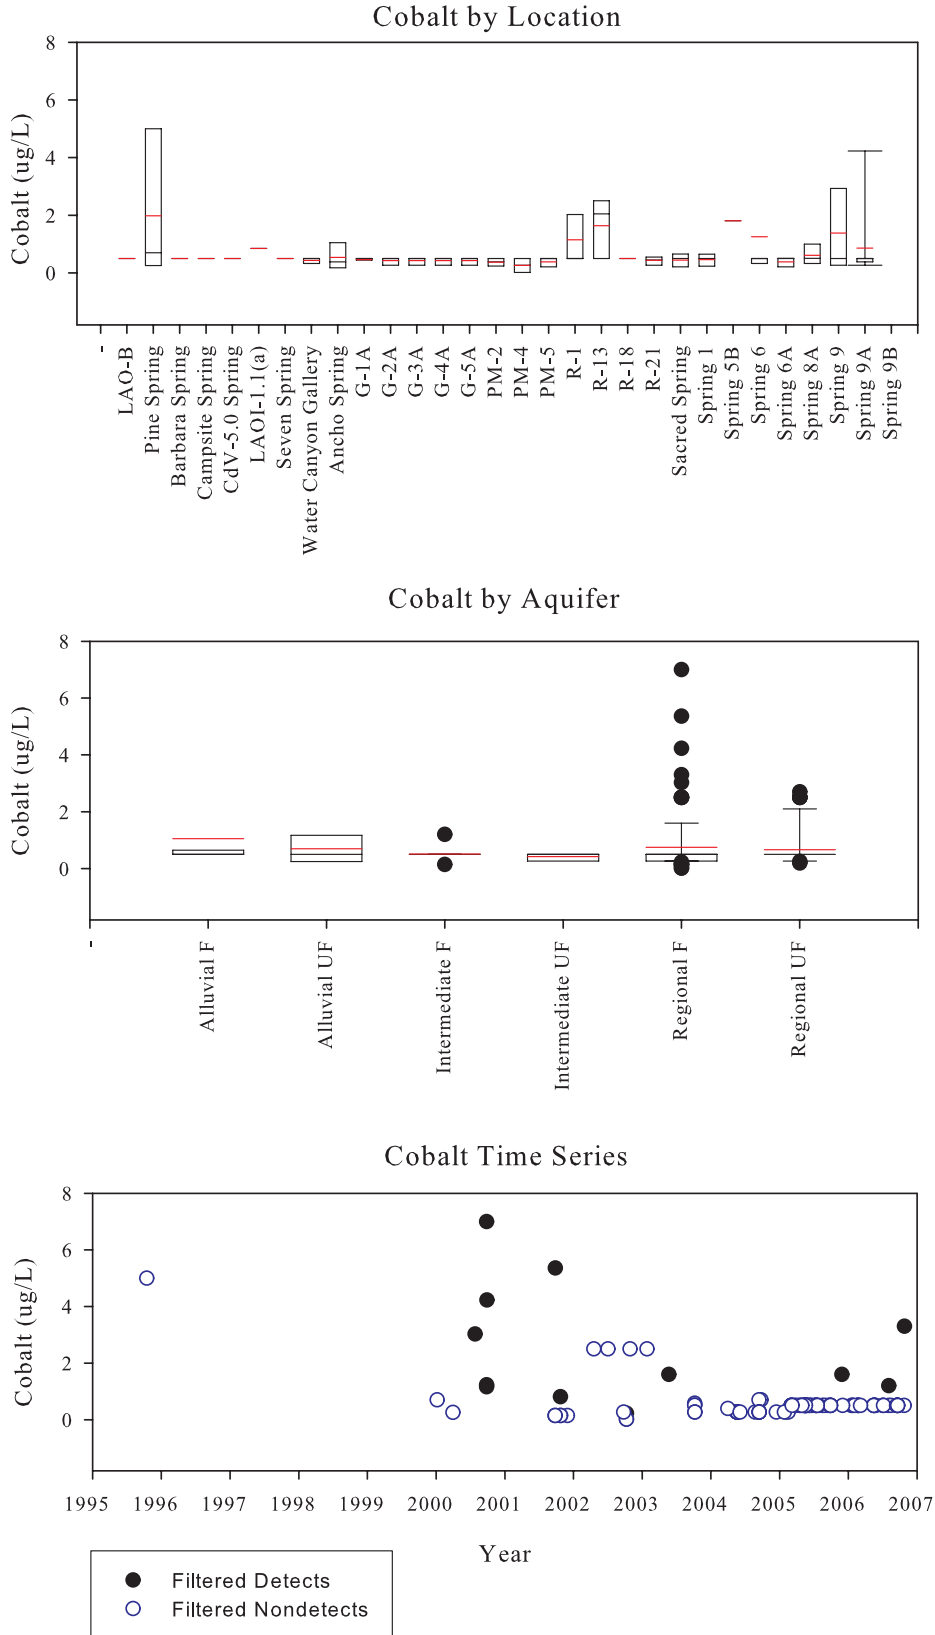 Cobalt by Location
Cobalt (ug/L)
8
6
4
2
0
-
LAO-B
Pine Spring
Barbara Spring
Campsite Spring
CdV-5.0 Spring
LAOI-1.1(a)
Seven Spring
Water Canyon Gallery
Ancho Spring
G-1A
G-2A
G-3A
G-4A
G-5A
PM-2
PM-4
PM-5
R-1
R-13
R-18
R-21
Sacred Spring
Spring 1
Spring 5B
Spring 6
Spring 6A
Spring 8A
Spring 9
Spring 9A
Spring 9B
Cobalt by Aquifer
Cobalt (ug/L)
8
6
4
2
0
-
Alluvial F
Alluvial UF
Intermediate F
Intermediate UF
Regional F
Regional UF
Cobalt Time Series
Cobalt (ug/L)
8
6
4
2
0
1995 1996 1997 1998 1999 2000 2001 2002 2003 2004 2005 2006 2007
Year
Filtered Detects
Filtered Nondetects